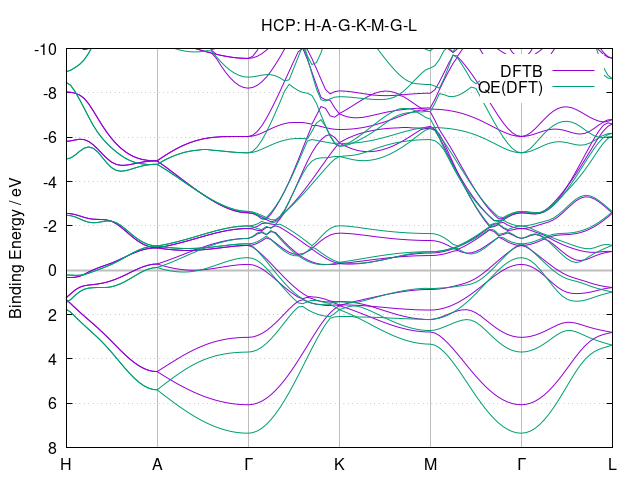 HCP: H-A-G-K-M-G-L
DFTB
QE(DFT)
Binding Energy / eV
-10
-8
-6
-4
-2
0
2
4
6
8
H A Γ K M Γ L